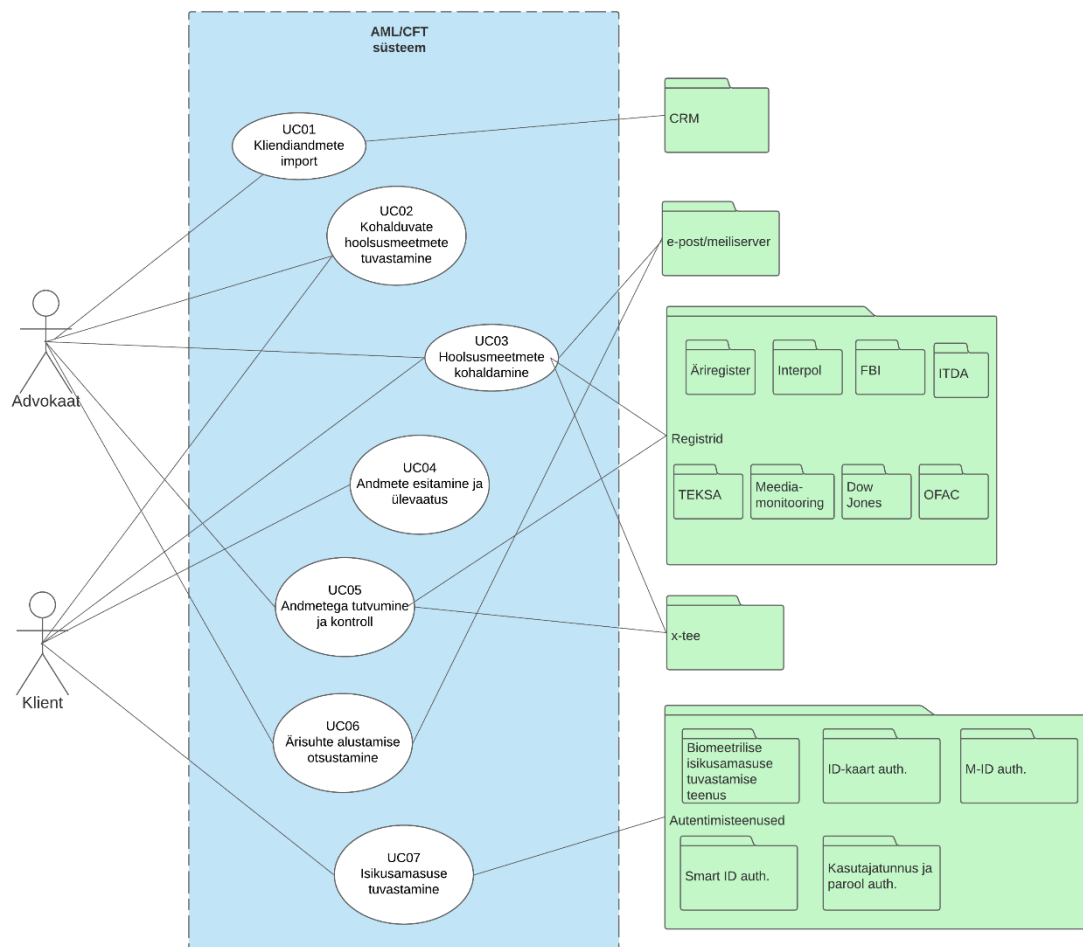 AML/CFT
süsteem
UC01
Kliendiandmete
import
CRM
UC02
Kohalduvate
hoolsusmeetmete
tuvastamine
e-post/meiliserver
Advokaat
UC03
Hoolsusmeetmete
kohaldamine
Äriregister
Interpol
FBI
ITDA
Registrid
TEKSA
Meedia-
monitooring
Dow
Jones
OFAC
UC04
Andmete esitamine ja
ülevaatus
UC05
Andmetega tutvumine
ja kontroll
x-tee
Klient
UC06
Ärisuhte alustamise
otsustamine
Biomeetrilise
isikusamasuse
tuvastamise
teenus
ID-kaart auth.
M-ID auth.
Autentimisteenused
Smart ID auth.
Kasutajatunnus ja
parool auth.
UC07
Isikusamasuse
tuvastamine